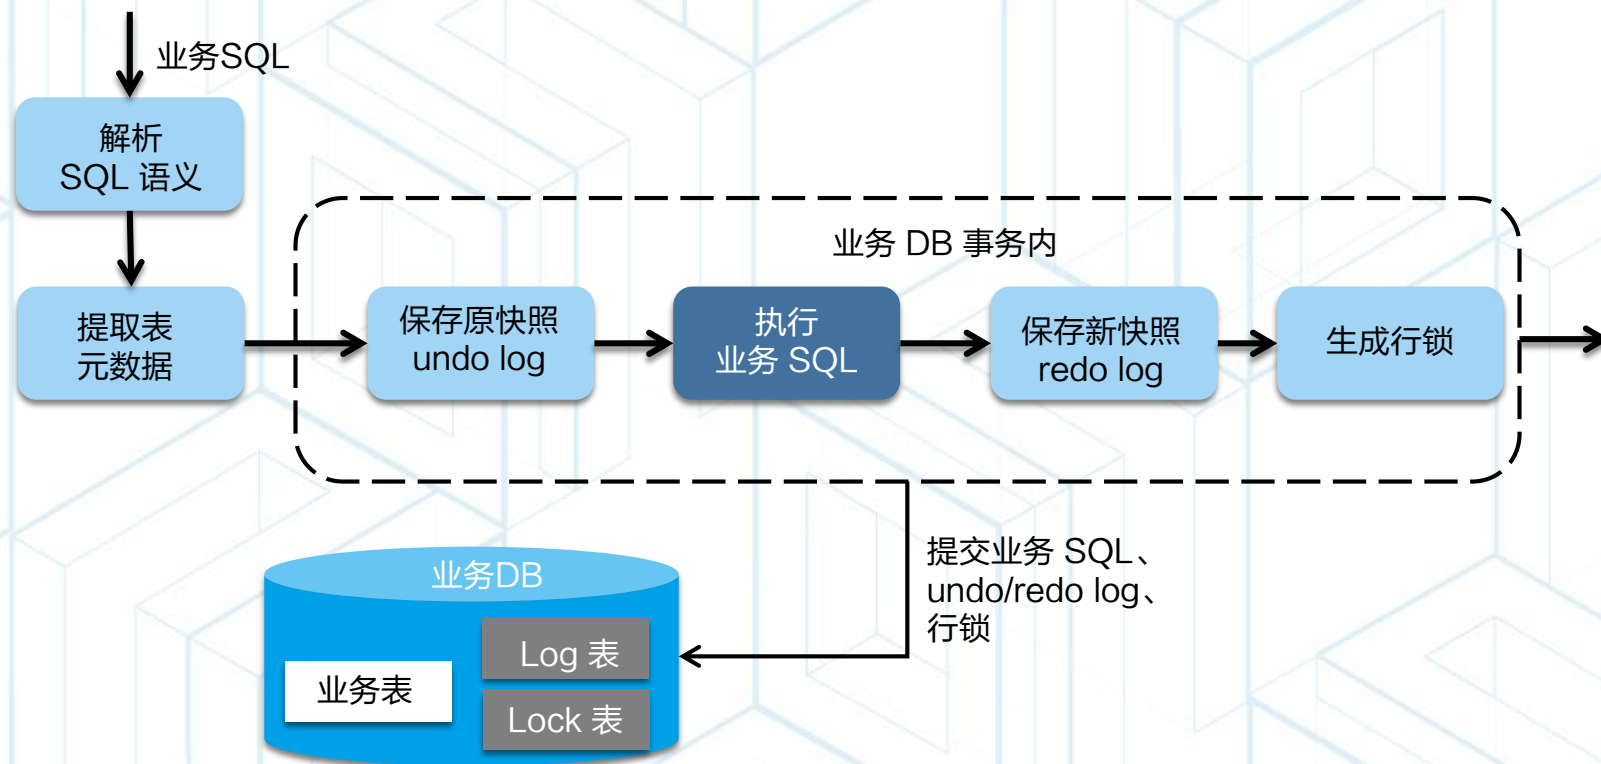 业务SQL
解析
SQL 语义
提取表
元数据
业务 DB 事务内
保存原快照
undo log
执行
业务 SQL
保存新快照
redo log
生成行锁
提交业务 SQL、
undo/redo log、
行锁
业务DB
业务表
Log 表
Lock 表